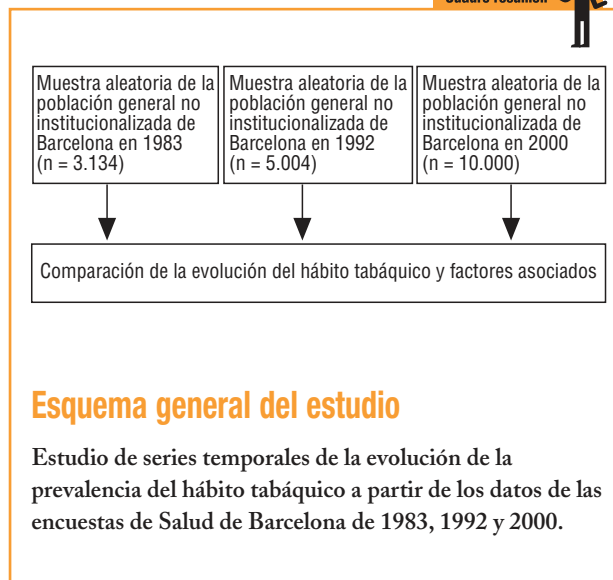 Cuadro resumen
Muestra aleatoria de la
población general no
institucionalizada de
Barcelona en 1983
(n = 3.134)
Muestra aleatoria de la
población general no
institucionalizada de
Barcelona en 1992
(n = 5.004)
Muestra aleatoria de la
población general no
institucionalizada de
Barcelona en 2000
(n = 10.000)
Comparación de la evolución del hábito tabáquico y factores asociados
Esquema general del estudio
Estudio de series temporales de la evolución de la
prevalencia del hábito tabáquico a partir de los datos de las
encuestas de Salud de Barcelona de 1983, 1992 y 2000.